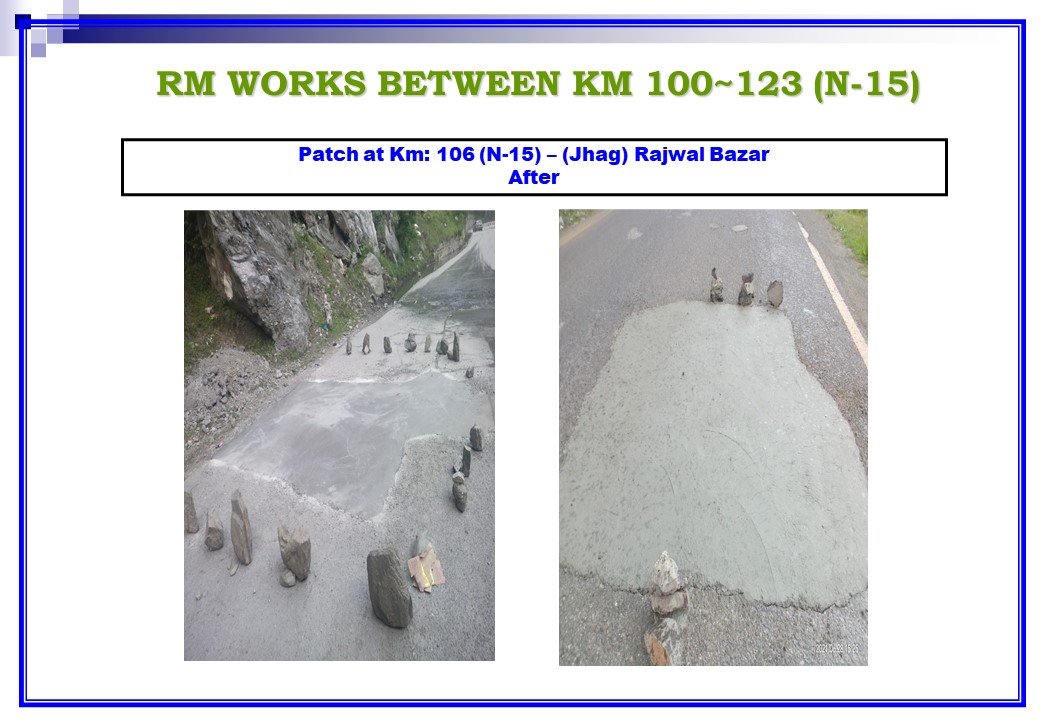 RM WORKS BETWEEN KM 100~123 (N-15)
Patch at Km: 106 (N-15) – (Jhag) Rajwal Bazar
After